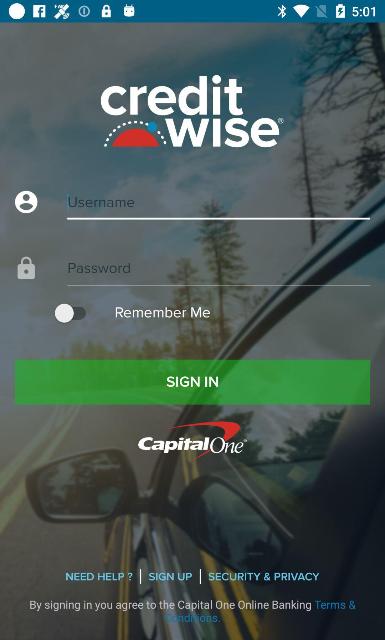 5:01
credit
wise®
Username
Password
Remember Me
SIGN IN
Capital One®
NEED HELP ? | SIGN UP | SECURITY & PRIVACY
By signing in you agree to the Capital One Online Banking Terms &
Conditions.